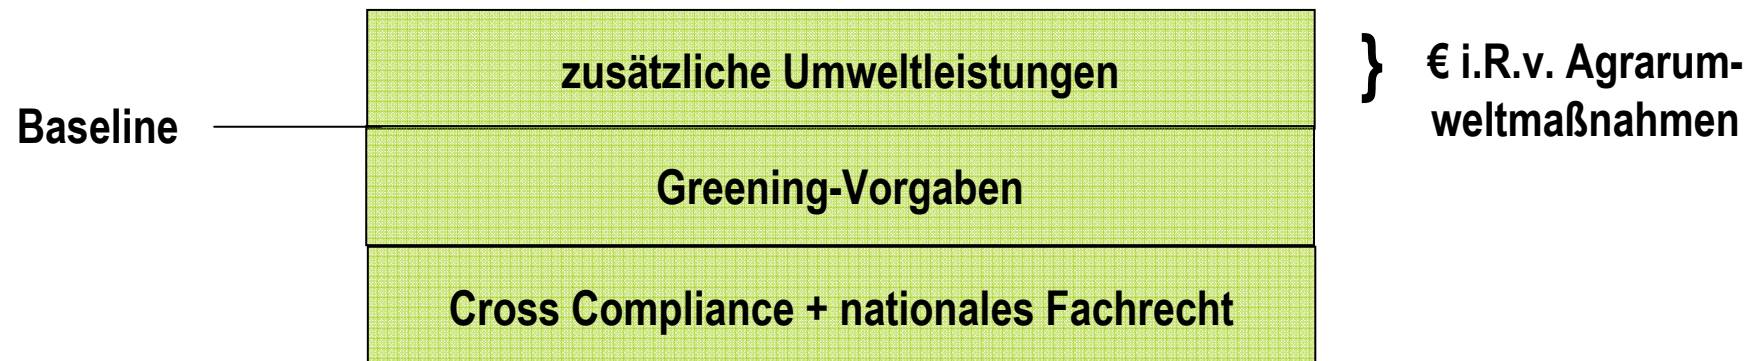 zusätzliche Umweltleistungen
} € i.R.v. Agrarum-
weltmaßnahmen
Baseline
Greening-Vorgaben
Cross Compliance + nationales Fachrecht